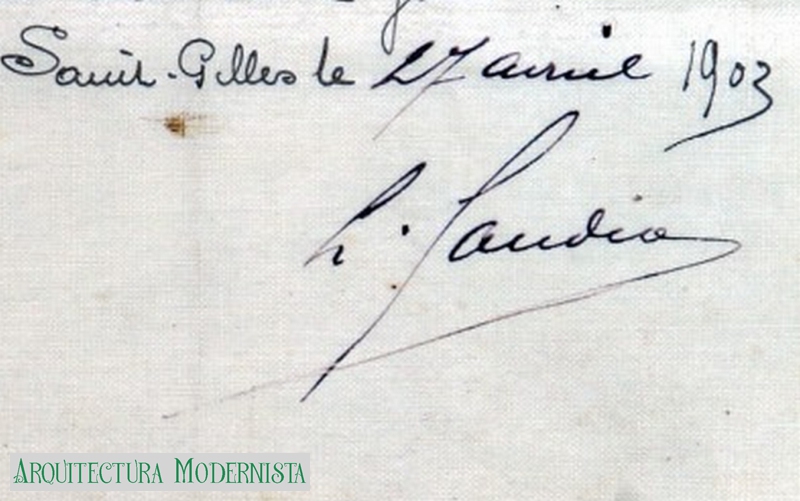 Saint-Gilles le 27 avril 1903
ARQUITECTURA MODERNISTA